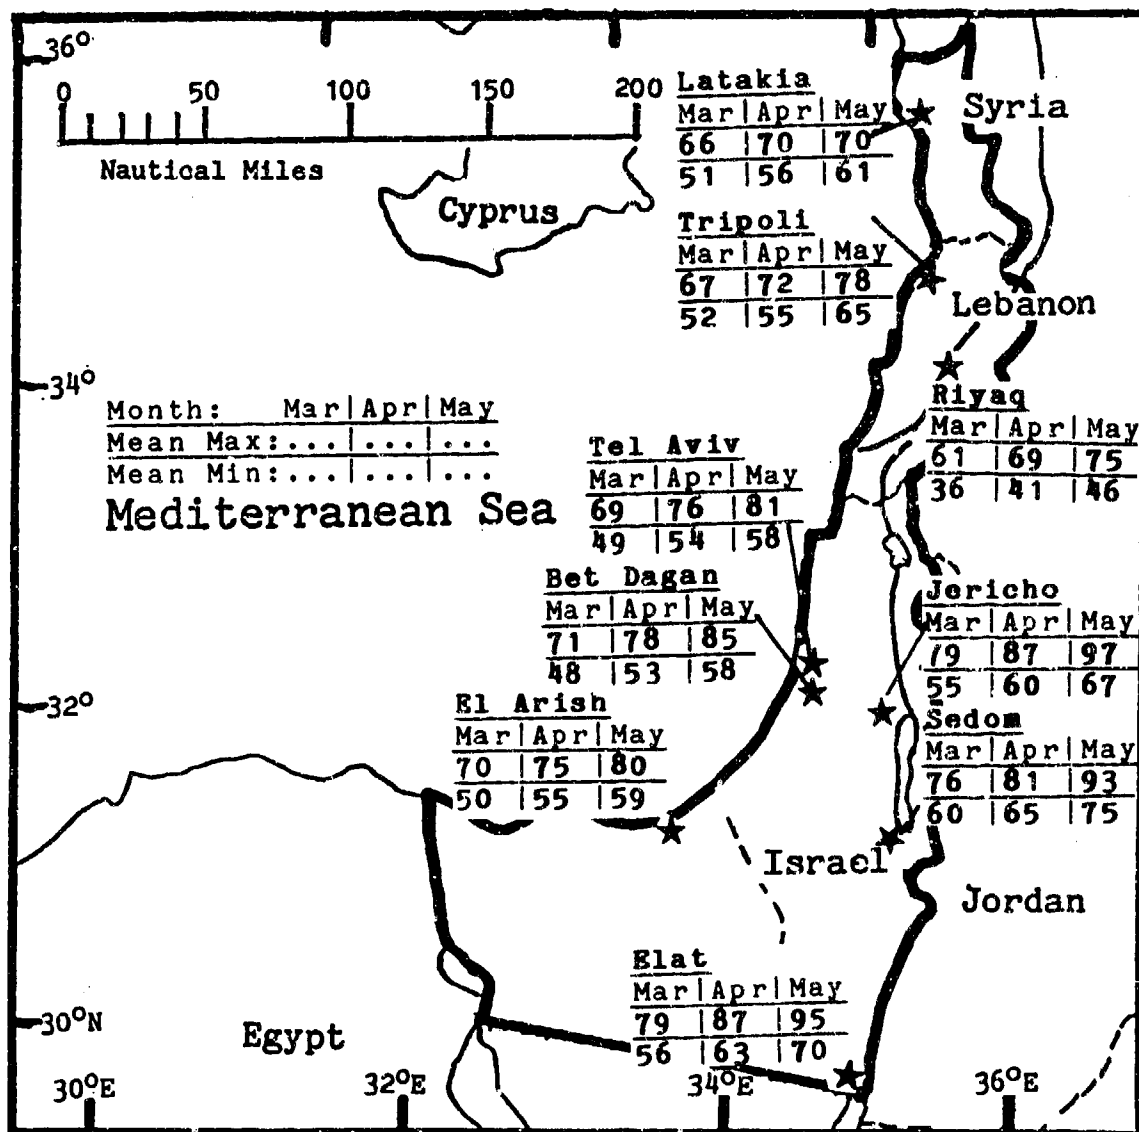 36°
0 50 100 150 200
Nautical Miles
Cyprus
Latakia
Mar|Apr|May
66 |70 |70
51 |56 |61
Syria
Tripoli
Mar|Apr|May
67 |72 |78
52 |55 |65
Lebanon
34°
Month: Mar|Apr|May
Mean Max:...|...|...
Mean Min:...|...|...
Mediterranean Sea
Riyaq
Mar|Apr|May
61 |69 |75
36 |41 |46
Tel Aviv
Mar|Apr|May
69 |76 |81
49 |54 |58
Bet Dagan
Mar|Apr|May
71 |78 |85
48 |53 |58
Jericho
Mar|Apr|May
79 |87 |97
55 |60 |67
32°
El Arish
Mar|Apr|May
70 |75 |80
50 |55 |59
Sedom
Mar|Apr|May
76 |81 |93
60 |65 |75
Israel
Jordan
Elat
Mar|Apr|May
79 |87 |95
56 |63 |70
30°N
Egypt
30°E 32°E 34°E 36°E